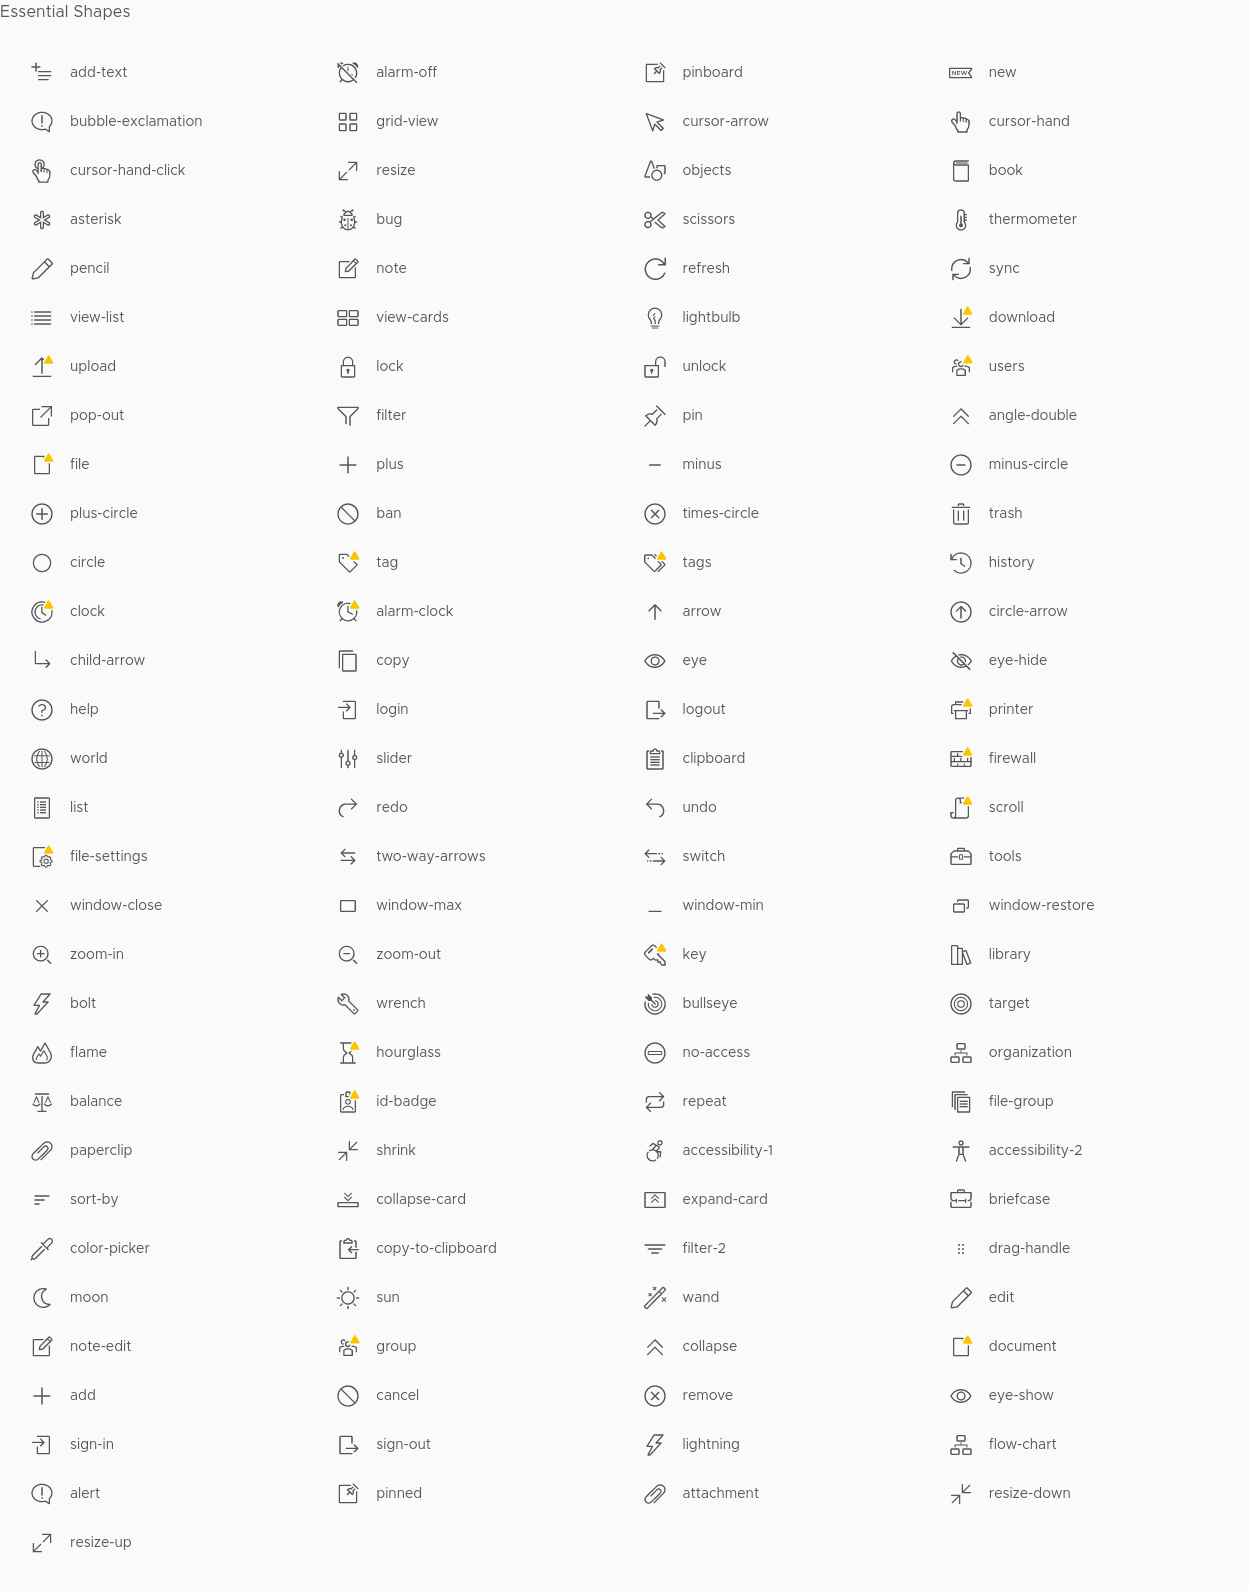 Essential Shapes
add-text alarm-off pinboard NEW new
bubble-exclamation grid-view cursor-arrow cursor-hand
cursor-hand-click resize objects book
asterisk bug scissors thermometer
pencil note refresh sync
view-list view-cards lightbulb download
upload lock unlock users
pop-out filter pin angle-double
file plus minus minus-circle
plus-circle ban times-circle trash
circle tag tags history
clock alarm-clock arrow circle-arrow
child-arrow copy eye eye-hide
help login logout printer
world slider clipboard firewall
list redo undo scroll
file-settings two-way-arrows switch tools
window-close window-max window-min window-restore
zoom-in zoom-out key library
bolt wrench bullseye target
flame hourglass no-access organization
balance id-badge repeat file-group
paperclip shrink accessibility-1 accessibility-2
sort-by collapse-card expand-card briefcase
color-picker copy-to-clipboard filter-2 drag-handle
moon sun wand edit
note-edit group collapse document
add cancel remove eye-show
sign-in sign-out lightning flow-chart
alert pinned attachment resize-down
resize-up